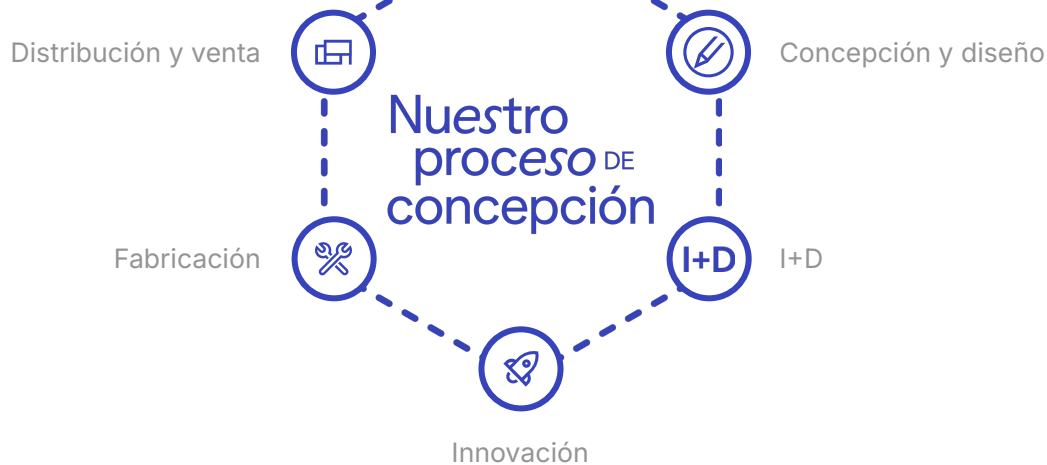 Distribución y venta
Concepción y diseño
Nuestro
proceso DE
concepción
Fabricación
I+D
I+D
Innovación